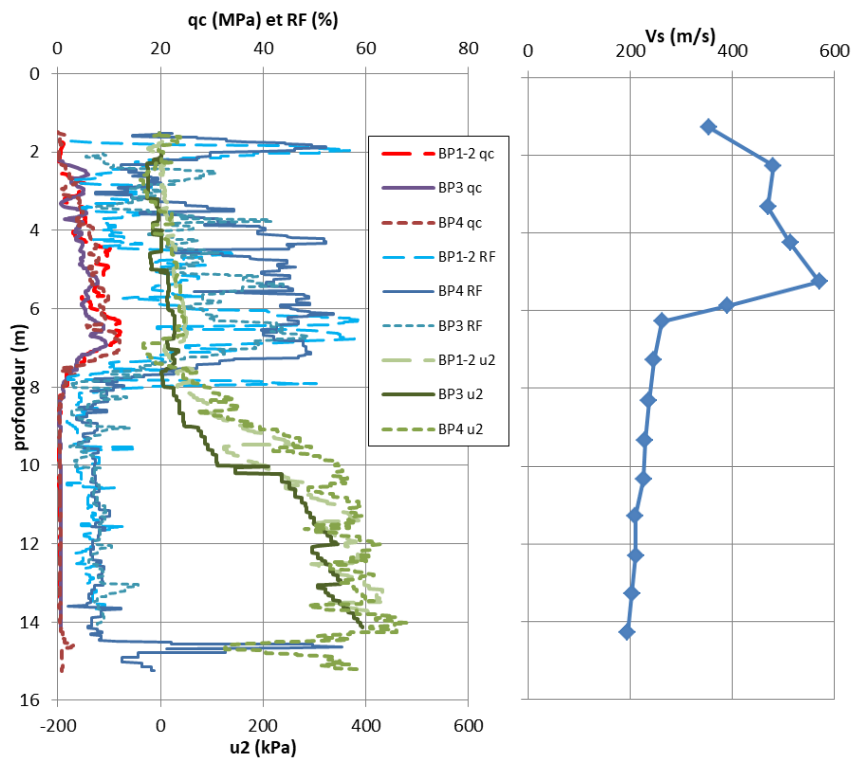 qc (MPa) et RF (%)
0 20 40 60 80
Vs (m/s)
0 200 400 600
profondeur (m)
0
2
4
6
8
10
12
14
16
BP1-2 qc
BP3 qc
BP4 qc
BP1-2 RF
BP4 RF
BP3 RF
BP1-2 u2
BP3 u2
BP4 u2
-200 0 200 400 600
u2 (kPa)